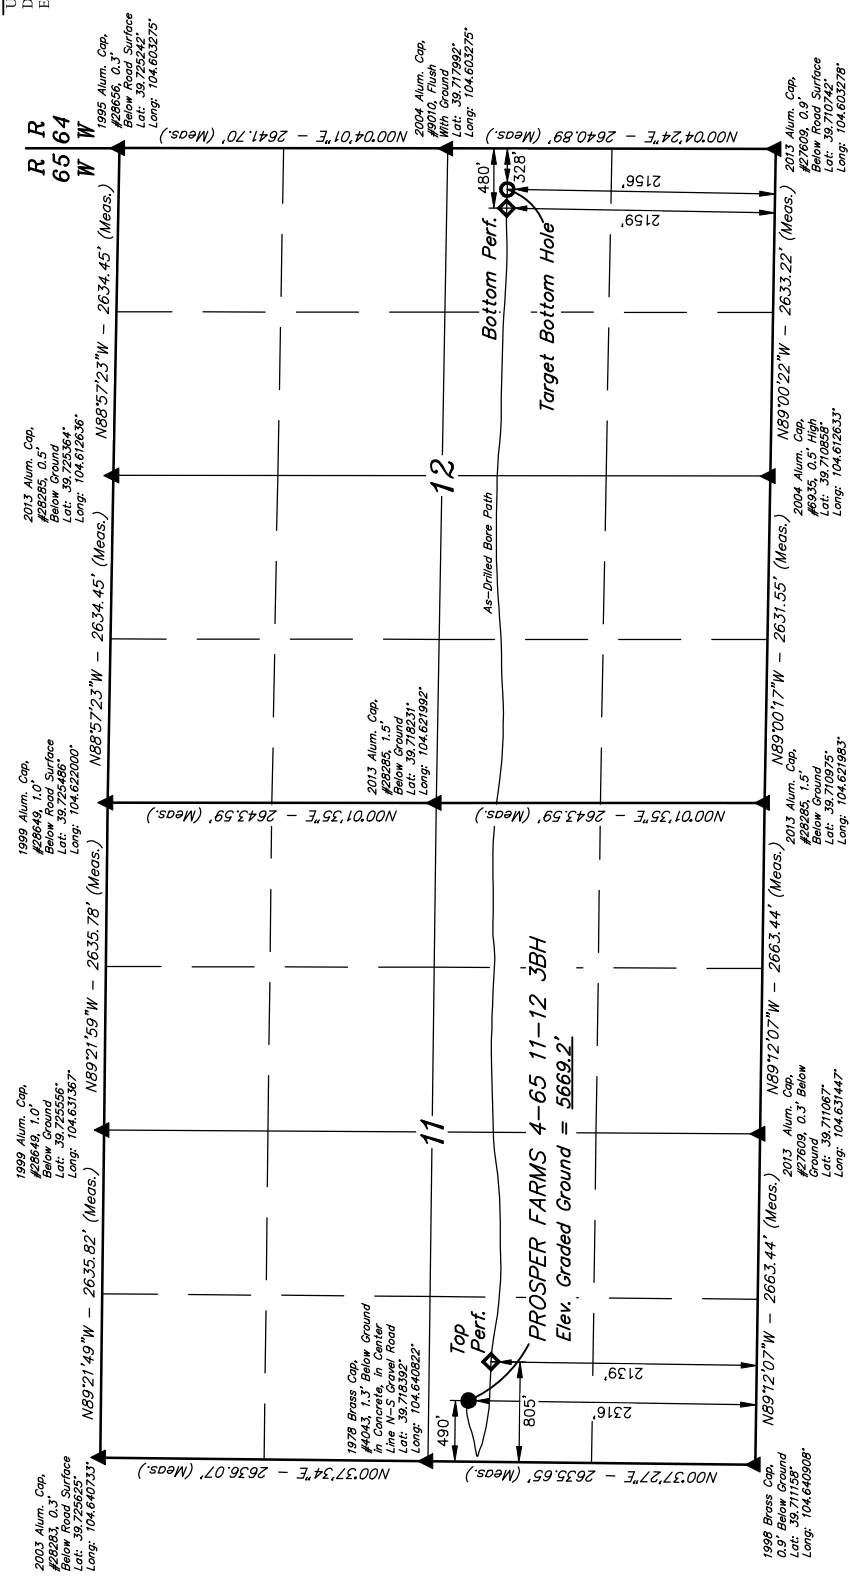 R R
65 64
W W
2003 Alum. Cap,
#28283, 0.3'
Below Road Surface
Lat: 39.725625°
Long: 104.640733°
N89°21'49"W - 2635.82' (Meas.)
1999 Alum. Cap,
#28649, 1.0'
Below Ground
Lat: 39.725556°
Long: 104.631367°
N89°21'59"W - 2635.78' (Meas.)
1999 Alum. Cap,
#28649, 1.0'
Below Road Surface
Lat: 39.725486°
Long: 104.622000°
N88°57'23"W - 2634.45' (Meas.)
2013 Alum. Cap,
#28285, 0.5'
Below Ground
Lat: 39.725364°
Long: 104.612636°
N88°57'23"W - 2634.45' (Meas.)
1995 Alum. Cap,
#28656, 0.3'
Below Road Surface
Lat: 39.725242°
Long: 104.603275°
N00°37'34"E - 2636.07' (Meas.)
N00°01'35"E - 2643.59' (Meas.)
N00°04'01"E - 2641.70' (Meas.)
1978 Brass Cap,
#4043, 1.3' Below Ground
in Concrete, in Center
Line N-S Gravel Road
Lat: 39.718392°
Long: 104.640822°
11
2013 Alum. Cap,
#28285, 1.5'
Below Ground
Lat: 39.718231°
Long: 104.621992°
12
2004 Alum. Cap,
#9010, Flush
With Ground
Lat: 39.717992°
Long: 104.603275°
490'
Top
Perf.
805'
As-Drilled Bore Path
Bottom Perf.
480'
328'
Target Bottom Hole
PROSPER FARMS 4-65 11-12 3BH
Elev. Graded Ground = 5669.2'
N00°37'27"E - 2635.65' (Meas.)
2316'
2139'
N00°01'35"E - 2643.59' (Meas.)
2159'
2156'
N00°04'24"E - 2640.89' (Meas.)
1998 Brass Cap,
0.9' Below Ground
Lat: 39.711158°
Long: 104.640908°
N89°12'07"W - 2663.44' (Meas.)
2013 Alum. Cap,
#27609, 0.3' Below
Ground
Lat: 39.711067°
Long: 104.631447°
N89°12'07"W - 2663.44' (Meas.)
2013 Alum. Cap,
#28285, 1.5'
Below Ground
Lat: 39.710975°
Long: 104.621983°
N89°00'17"W - 2631.55' (Meas.)
2004 Alum. Cap,
#6935, 0.5' High
Lat: 39.710858°
Long: 104.612633°
N89°00'22"W - 2633.22' (Meas.)
2013 Alum. Cap,
#27609, 0.9'
Below Road Surface
Lat: 39.710742°
Long: 104.603278°